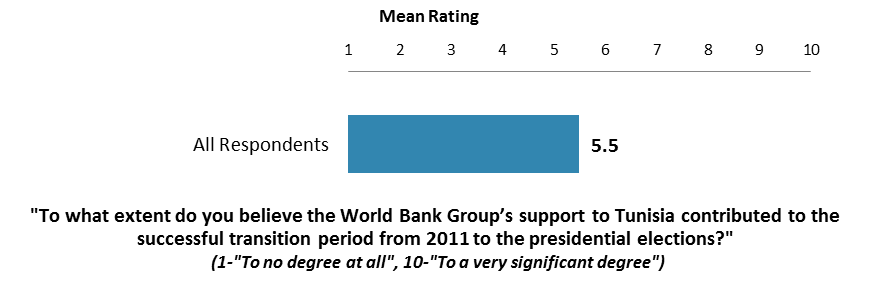 Mean Rating
1 2 3 4 5 6 7 8 9 10
All Respondents 5.5
"To what extent do you believe the World Bank Group’s support to Tunisia contributed to the
successful transition period from 2011 to the presidential elections?"
(1-"To no degree at all", 10-"To a very significant degree")